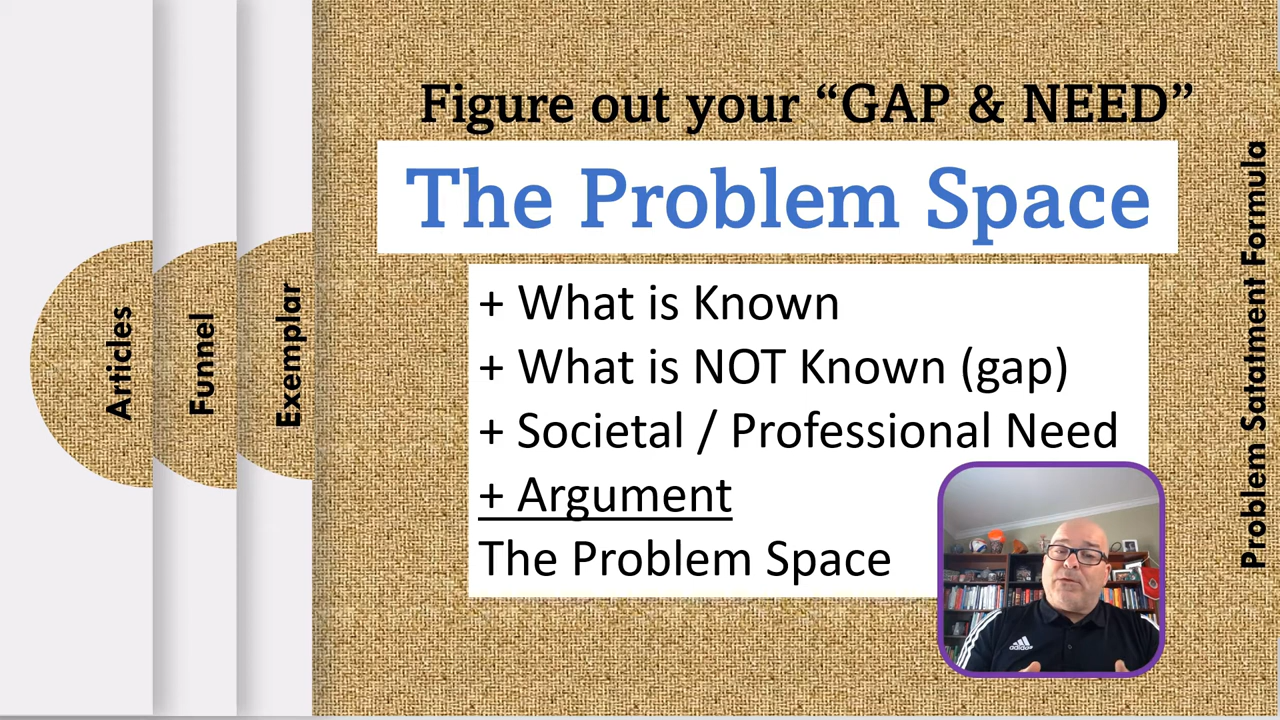 Articles
Funnel
Exemplar
Figure out your “GAP & NEED”
The Problem Space
+ What is Known
+ What is NOT Known (gap)
+ Societal / Professional Need
+ Argument
The Problem Space
Problem Satatment Formula
adidas